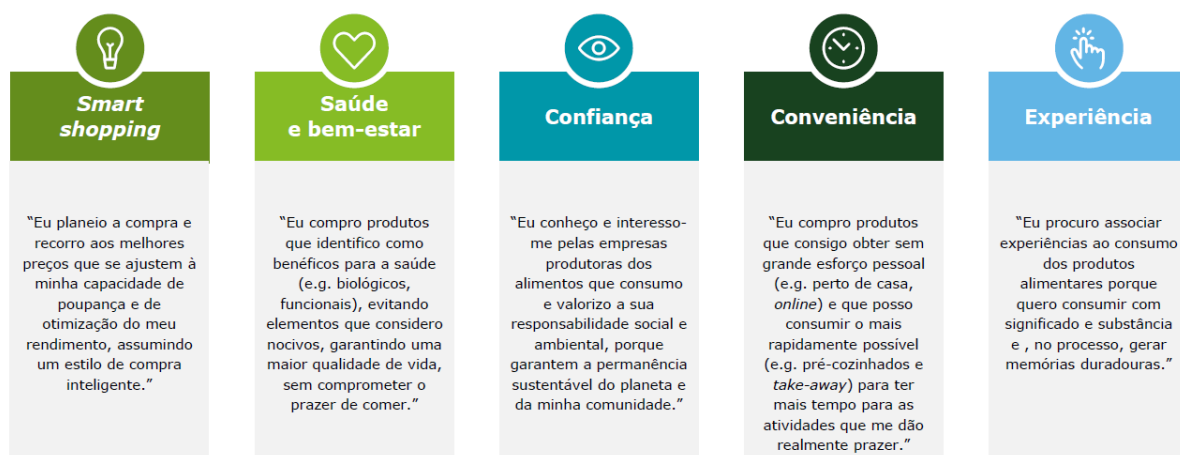 Smart
shopping
"Eu planeio a compra e
recorro aos melhores
preços que se ajustem à
minha capacidade de
poupança e de
otimização do meu
rendimento, assumindo
um estilo de compra
inteligente."
Saúde
e bem-estar
"Eu compro produtos
que identifico como
benéficos para a saúde
(e.g. biológicos,
funcionais), evitando
elementos que considero
nocivos, garantindo uma
maior qualidade de vida,
sem comprometer o
prazer de comer."
Confiança
"Eu conheço e interesso-
me pelas empresas
produtoras dos
alimentos que consumo
e valorizo a sua
responsabilidade social e
ambiental, porque
garantem a permanência
sustentável do planeta e
da minha comunidade."
Conveniência
"Eu compro produtos
que consigo obter sem
grande esforço pessoal
(e.g. perto de casa,
online) e que posso
consumir o mais
rapidamente possível
(e.g. pré-cozinhados e
take-away) para ter
mais tempo para as
atividades que me dão
realmente prazer."
Experiência
"Eu procuro associar
experiências ao consumo
dos produtos
alimentares porque
quero consumir com
significado e substância
e , no processo, gerar
memórias duradouras."